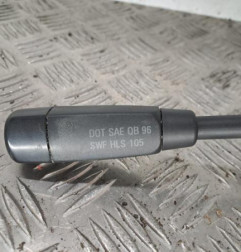 DOT SAE QB 96
SWF HLS 105